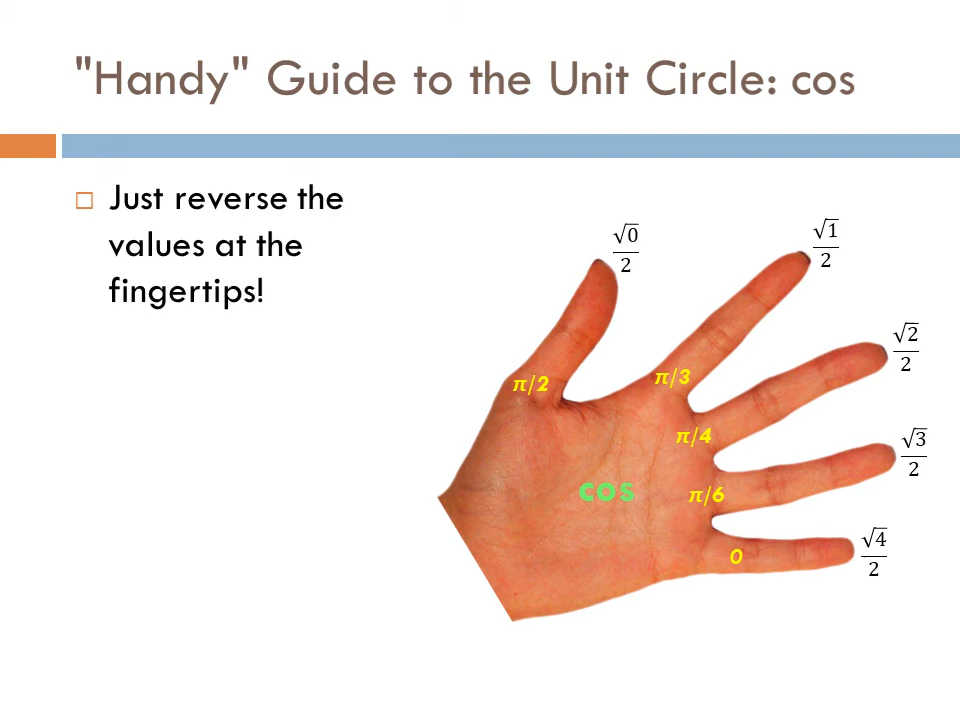 "Handy" Guide to the Unit Circle: cos
Just reverse the
values at the
fingertips!
√0/2
√1/2
√2/2
√3/2
√4/2
π/2
π/3
π/4
π/6
0
cos